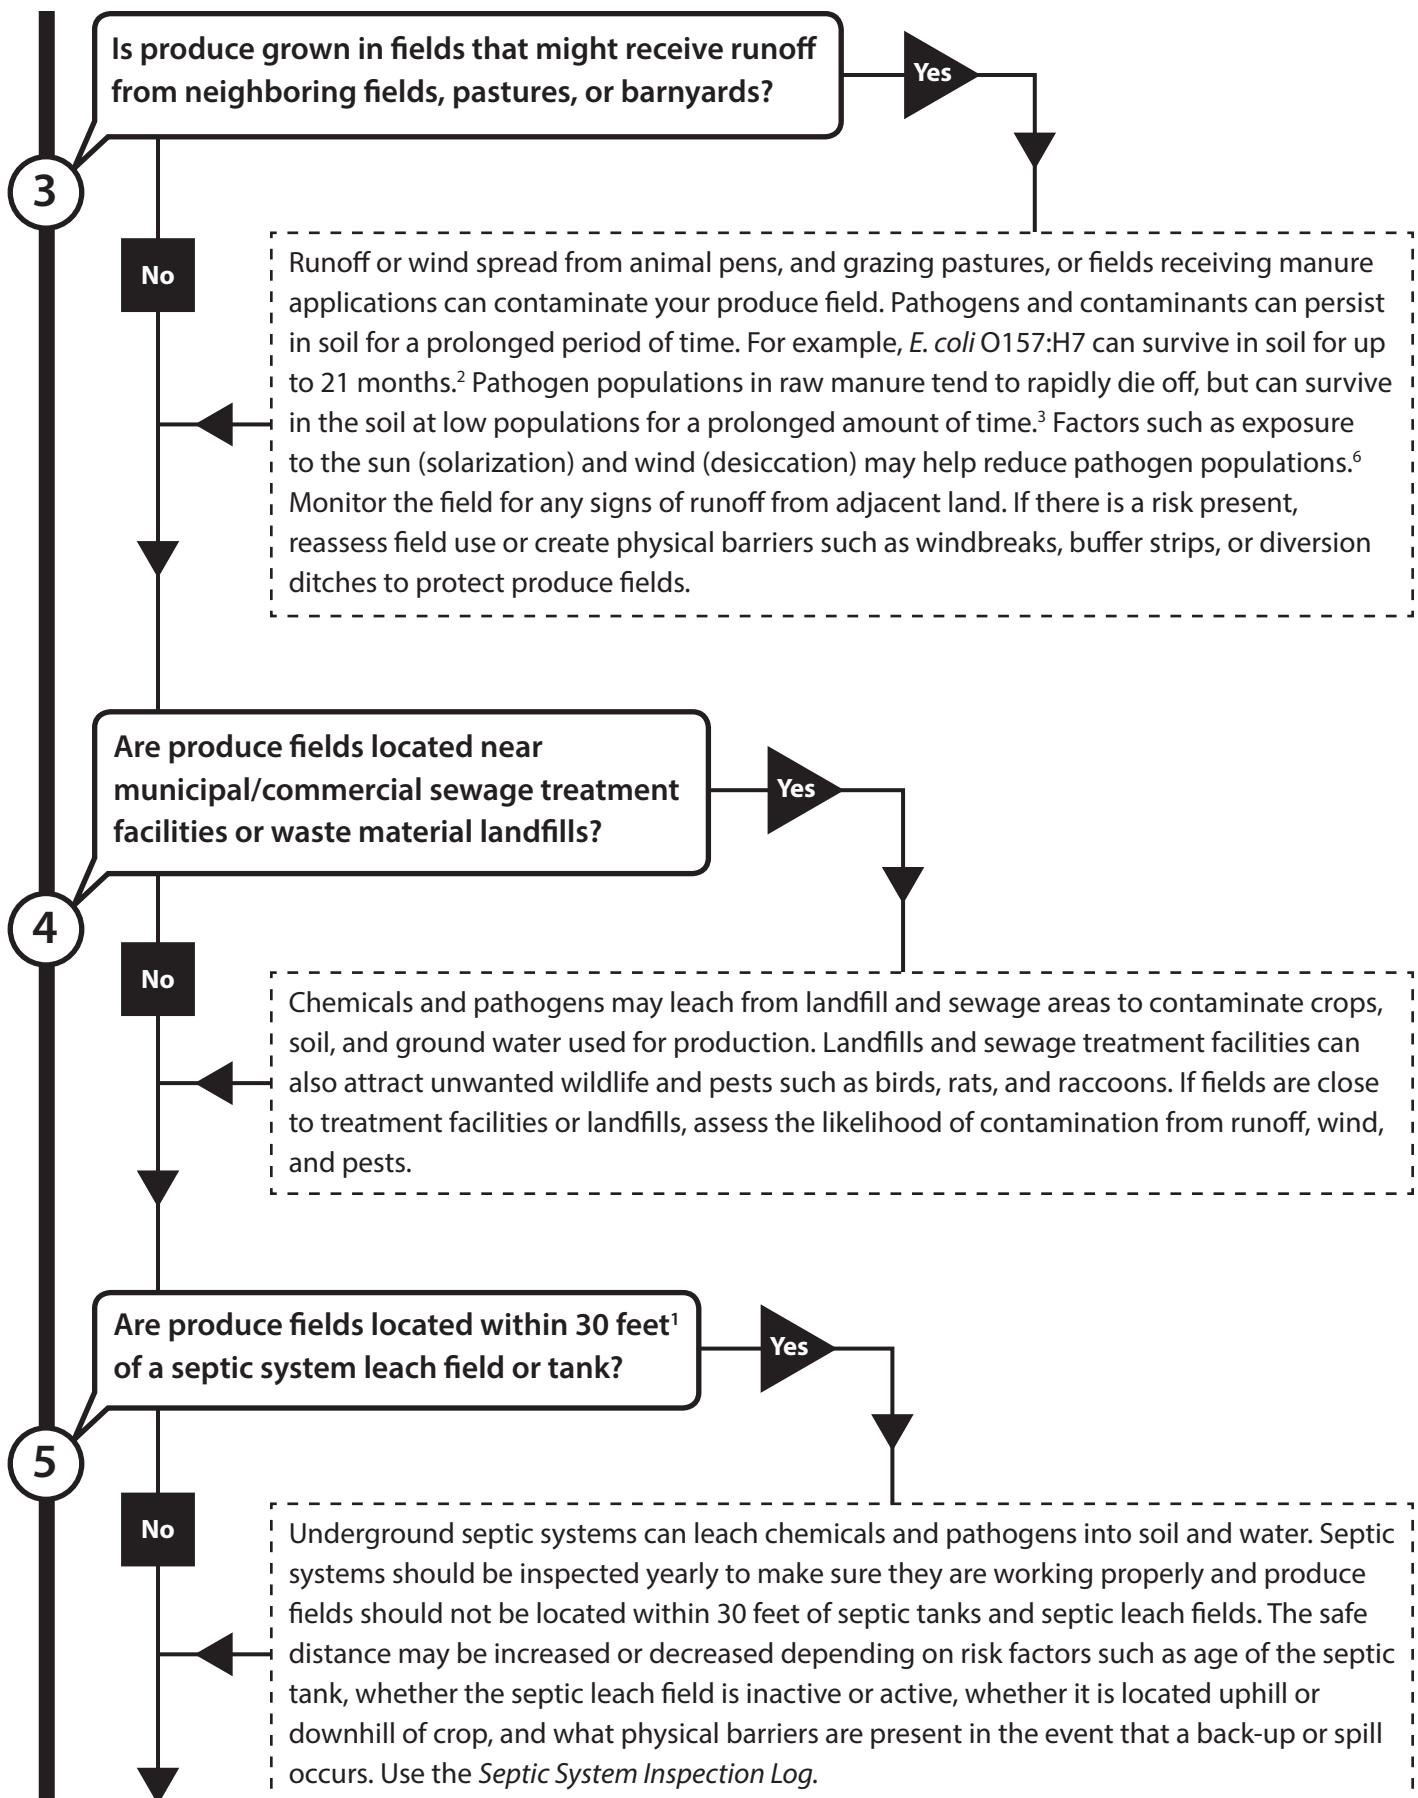 Is produce grown in fields that might receive runoff
from neighboring fields, pastures, or barnyards?
Yes
3
No
Runoff or wind spread from animal pens, and grazing pastures, or fields receiving manure
applications can contaminate your produce field. Pathogens and contaminants can persist
in soil for a prolonged period of time. For example, E. coli O157:H7 can survive in soil for up
to 21 months.² Pathogen populations in raw manure tend to rapidly die off, but can survive
in the soil at low populations for a prolonged amount of time.³ Factors such as exposure
to the sun (solarization) and wind (desiccation) may help reduce pathogen populations.⁶
Monitor the field for any signs of runoff from adjacent land. If there is a risk present,
reassess field use or create physical barriers such as windbreaks, buffer strips, or diversion
ditches to protect produce fields.
Are produce fields located near
municipal/commercial sewage treatment
facilities or waste material landfills?
Yes
4
No
Chemicals and pathogens may leach from landfill and sewage areas to contaminate crops,
soil, and ground water used for production. Landfills and sewage treatment facilities can
also attract unwanted wildlife and pests such as birds, rats, and raccoons. If fields are close
to treatment facilities or landfills, assess the likelihood of contamination from runoff, wind,
and pests.
Are produce fields located within 30 feet¹
of a septic system leach field or tank?
Yes
5
No
Underground septic systems can leach chemicals and pathogens into soil and water. Septic
systems should be inspected yearly to make sure they are working properly and produce
fields should not be located within 30 feet of septic tanks and septic leach fields. The safe
distance may be increased or decreased depending on risk factors such as age of the septic
tank, whether the septic leach field is inactive or active, whether it is located uphill or
downhill of crop, and what physical barriers are present in the event that a back-up or spill
occurs. Use the Septic System Inspection Log.